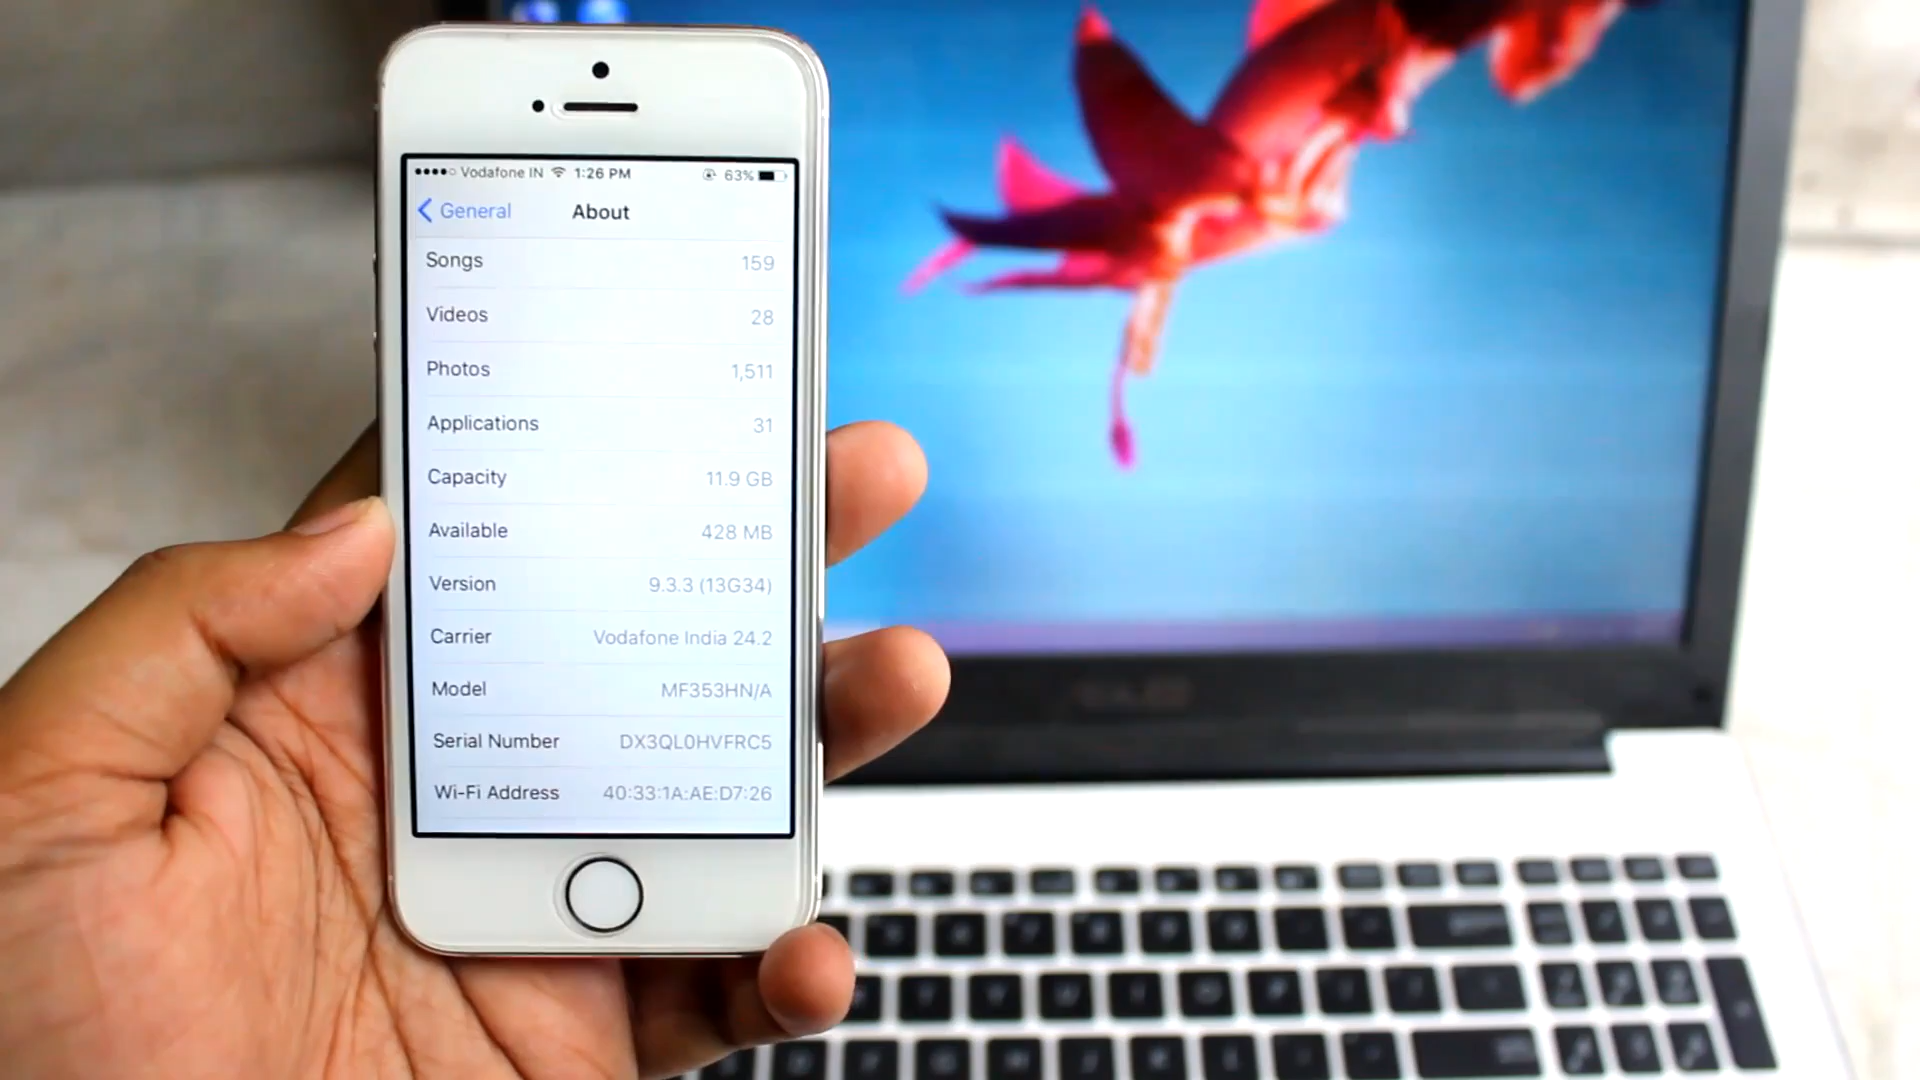 Vodafone IN 1:26 PM 63%
General About
Songs 159
Videos 28
Photos 1,511
Applications 31
Capacity 11.9 GB
Available 428 MB
Version 9.3.3 (13G34)
Carrier Vodafone India 24.2
Model MF353HN/A
Serial Number DX3QL0HVFRC5
Wi-Fi Address 40:33:1A:AE:D7:26